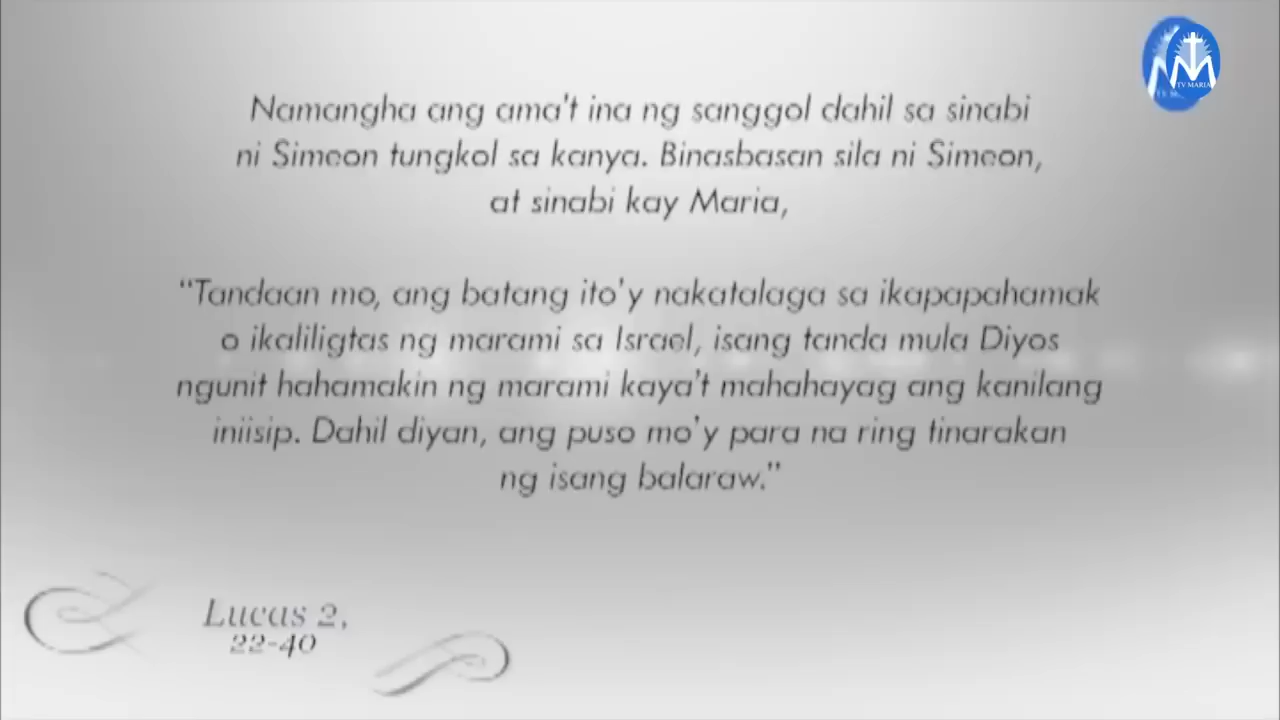 TV MARIA
Namangha ang ama't ina ng sanggol dahil sa sinabi
ni Simeon tungkol sa kanya. Binasbasan sila ni Simeon,
at sinabi kay Maria,
"Tandaan mo, ang batang ito'y nakatalaga sa ikapapahamak
o ikaliligtas ng marami sa Israel, isang tanda mula Diyos
ngunit hahamakin ng marami kaya't mahahayag ang kanilang
iniisip. Dahil diyan, ang puso mo'y para na ring tinarakan
ng isang balaraw."
Lucas 2,
22-40